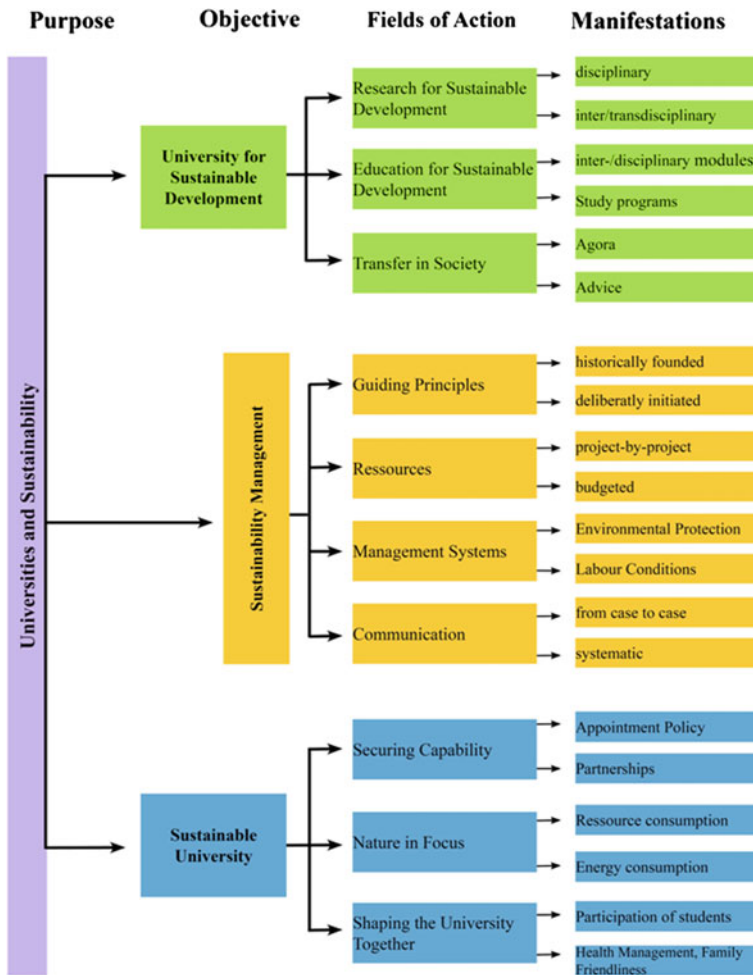 Purpose
Objective
Fields of Action
Manifestations
Universities and Sustainability
University for
Sustainable
Development
Research for Sustainable
Development
disciplinary
inter/transdisciplinary
Education for Sustainable
Development
inter-/disciplinary modules
Study programs
Transfer in Society
Agora
Advice
Sustainability Management
Guiding Principles
historically founded
deliberatly initiated
Ressources
project-by-project
budgeted
Management Systems
Environmental Protection
Labour Conditions
Communication
from case to case
systematic
Sustainable
University
Securing Capability
Appointment Policy
Partnerships
Nature in Focus
Ressource consumption
Energy consumption
Shaping the University
Together
Participation of students
Health Management, Family
Friendliness